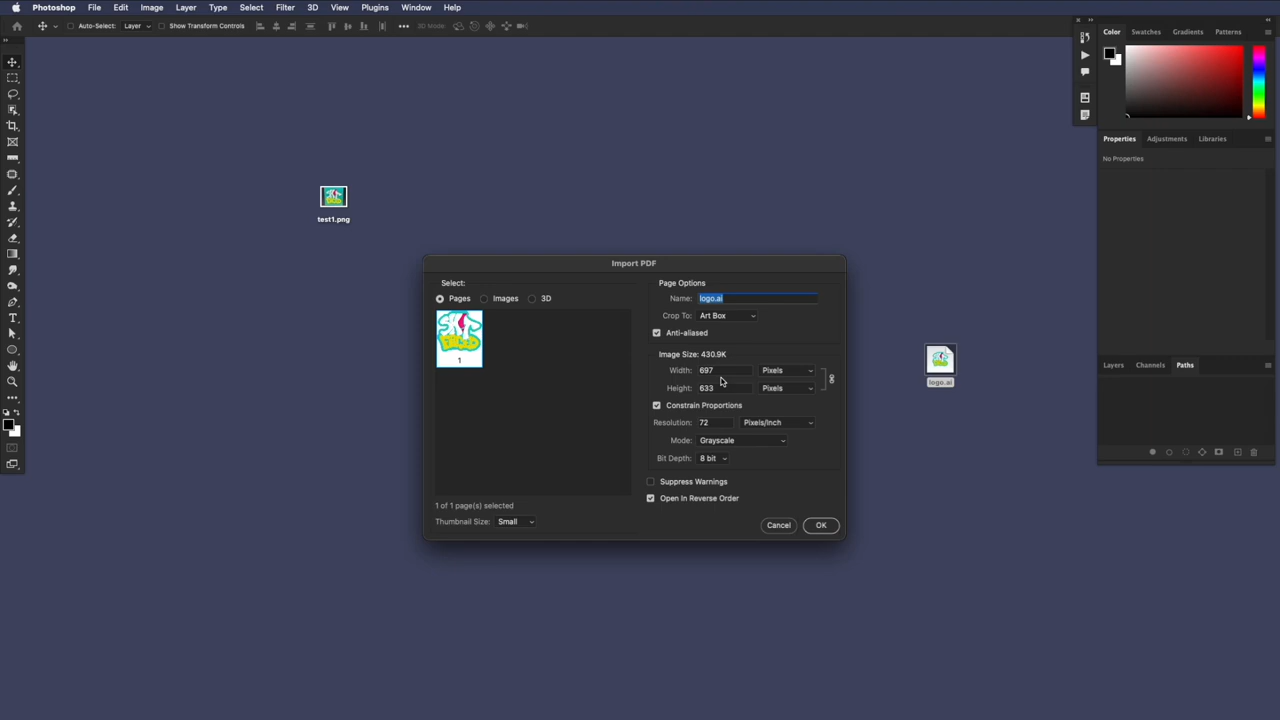 Photoshop File Edit Image Layer Type Select Filter 3D View Plugins Window Help
Auto-Select: Layer Show Transform Controls 3D Mode:
Color Swatches Gradients Patterns
Properties Adjustments Libraries
No Properties
test1.png
Import PDF
Select:
Pages Images 3D
1
1 of 1 page(s) selected
Thumbnail Size: Small
Page Options
Name: logo.ai
Crop To: Art Box
Anti-aliased
Image Size: 430.9K
Width: 697 Pixels
Height: 633 Pixels
Constrain Proportions
Resolution: 72 Pixels/Inch
Mode: Grayscale
Bit Depth: 8 bit
Suppress Warnings
Open In Reverse Order
Cancel OK
logo.ai
Layers Channels Paths